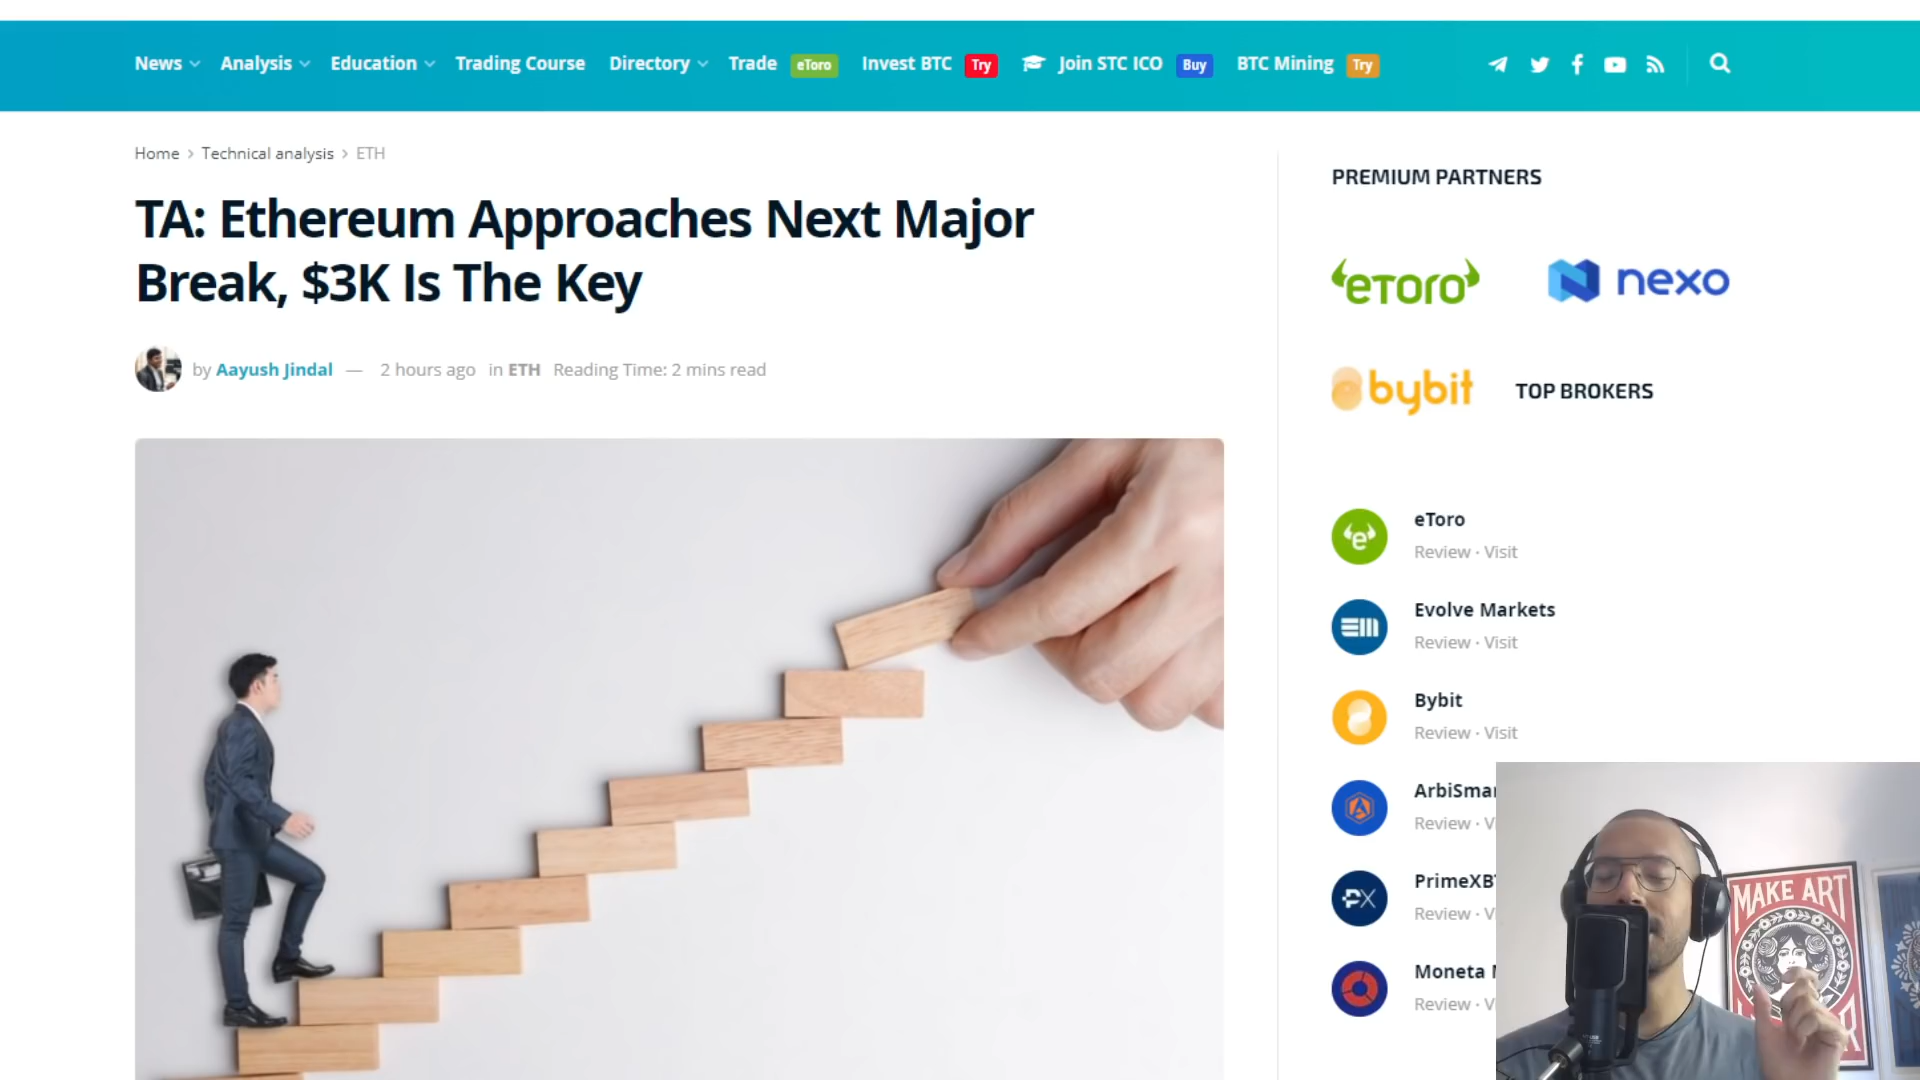 News Analysis Education Trading Course Directory Trade eToro Invest BTC Try Join STC ICO Buy BTC Mining Try
Home > Technical analysis > ETH
TA: Ethereum Approaches Next Major
Break, $3K Is The Key
by Aayush Jindal — 2 hours ago in ETH Reading Time: 2 mins read
PREMIUM PARTNERS
eToro nexo
bybit TOP BROKERS
eToro
Review · Visit
Evolve Markets
Review · Visit
Bybit
Review · Visit
ArbiSma
Review · V
PrimeXB
Review · V
Moneta
Review · V
MAKE ART